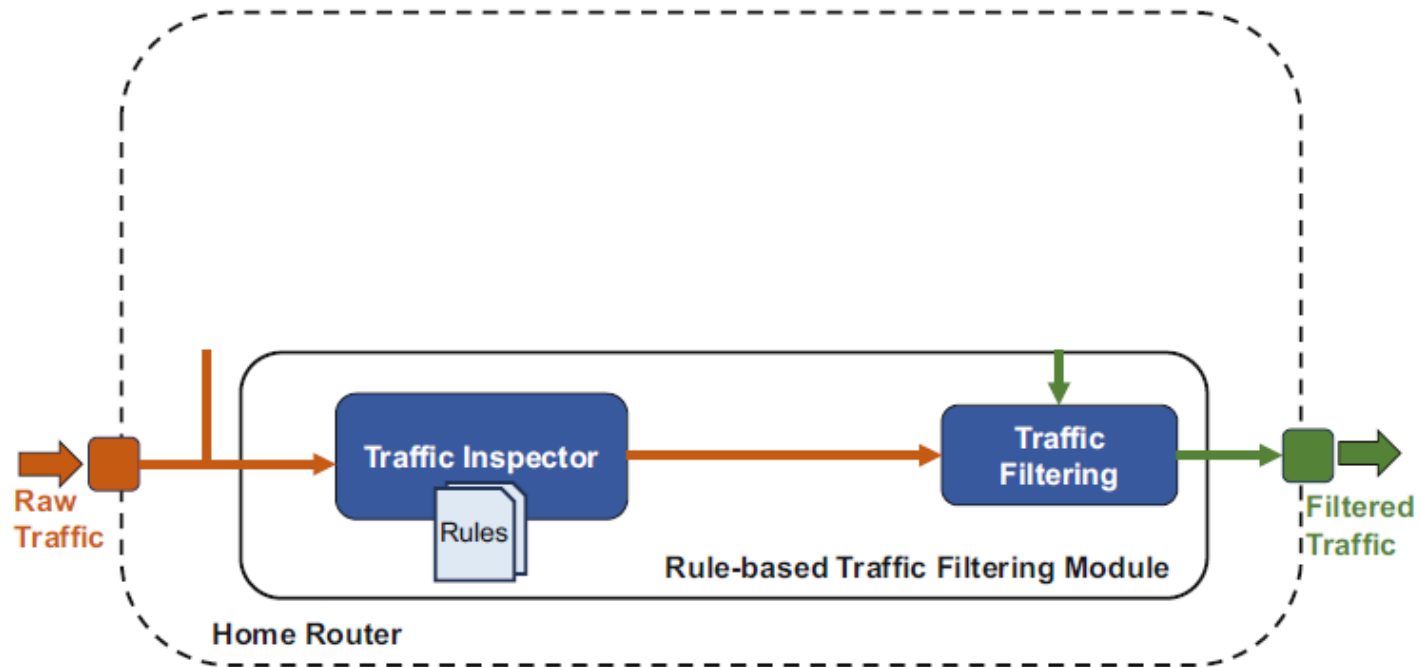 Traffic Inspector
Traffic
Filtering
Raw
Traffic
Rules
Filtered
Traffic
Rule-based Traffic Filtering Module
Home Router